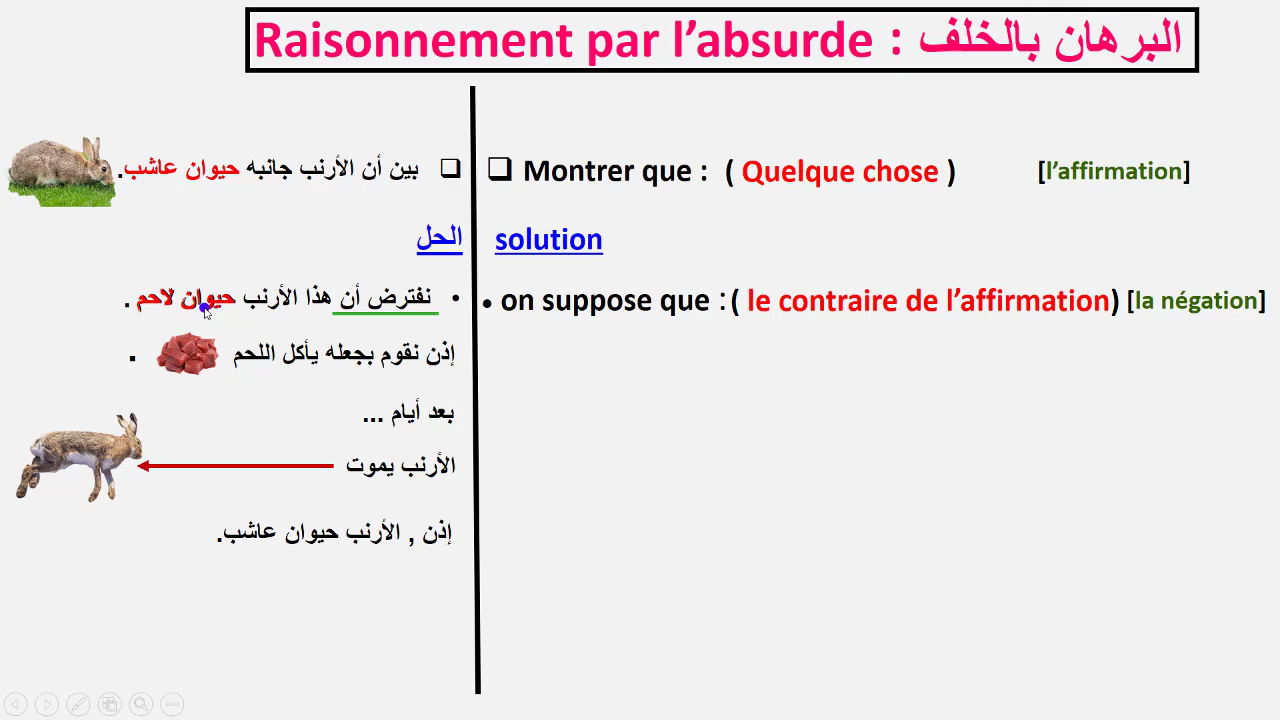 Raisonnement par l'absurde : البرهان بالخلف
❑ بين أن الأرنب جانبه حيوان عاشب.
الحل
• نفترض أن هذا الأرنب حيوان لاحم .
إذن نقوم بجعله يأكل اللحم .
بعد أيام ...
الأرنب يموت
إذن , الأرنب حيوان عاشب.
❑ Montrer que : ( Quelque chose ) [l'affirmation]
solution
• on suppose que : ( le contraire de l'affirmation) [la négation]